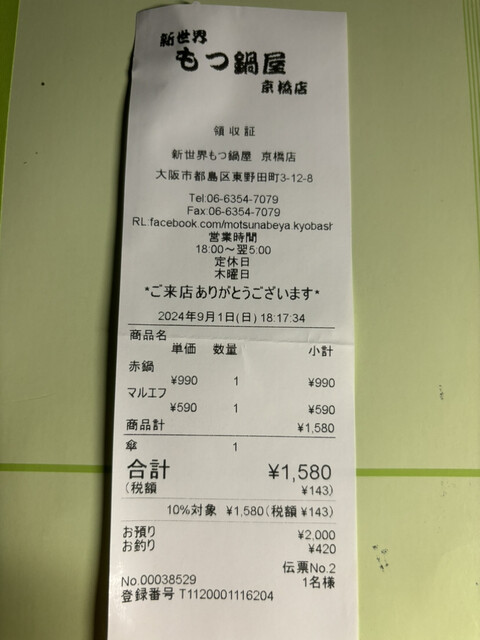 新世界
もつ鍋屋
京橋店
領収証
新世界もつ鍋屋 京橋店
大阪市都島区東野田町3-12-8
Tel:06-6354-7079
Fax:06-6354-7079
RL:facebook.com/motsunabeya.kyobash
営業時間
18:00～翌5:00
定休日
木曜日
*ご来店ありがとうございます*
2024年9月1日(日) 18:17:34
商品名
単価 数量 小計
赤鍋
¥990 1 ¥990
マルエフ
¥590 1 ¥590
商品計 ¥1,580
傘 1
合計 ¥1,580
(税額 ¥143)
10%対象 ¥1,580(税額 ¥143)
お預り ¥2,000
お釣り ¥420
伝票No.2
No.00038529 1名様
登録番号 T1120001116204